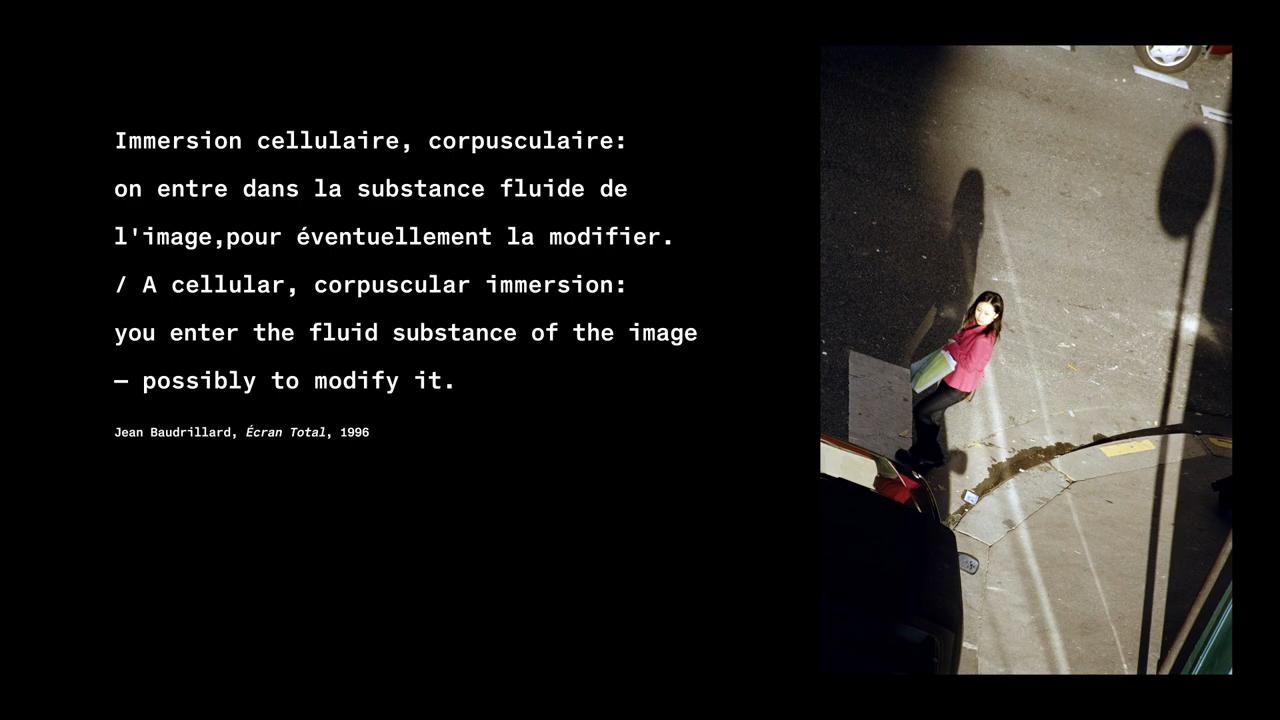 Immersion cellulaire, corpusculaire:
on entre dans la substance fluide de
l'image,pour éventuellement la modifier.
/ A cellular, corpuscular immersion:
you enter the fluid substance of the image
– possibly to modify it.
Jean Baudrillard, Écran Total, 1996